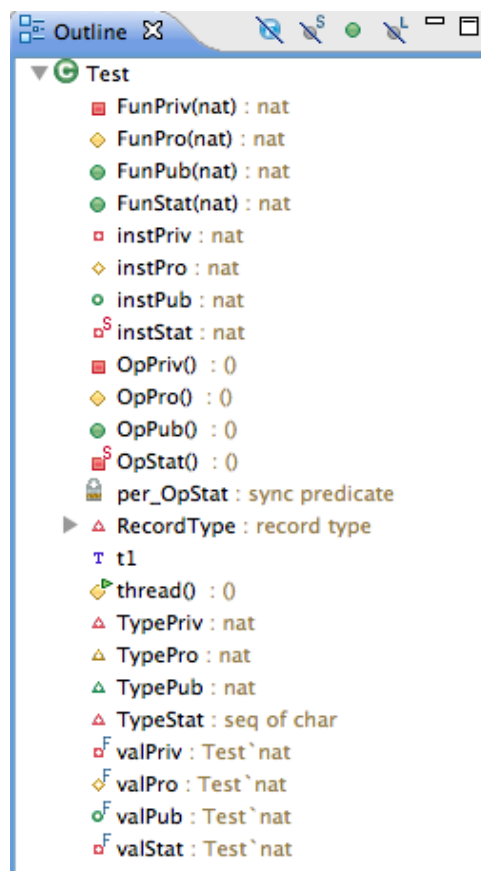 Outline
S
L
Test
FunPriv(nat) : nat
FunPro(nat) : nat
FunPub(nat) : nat
FunStat(nat) : nat
instPriv : nat
instPro : nat
instPub : nat
S instStat : nat
OpPriv() : ()
OpPro() : ()
OpPub() : ()
S OpStat() : ()
per_OpStat : sync predicate
RecordType : record type
T t1
thread() : ()
TypePriv : nat
TypePro : nat
TypePub : nat
TypeStat : seq of char
F valPriv : Test`nat
F valPro : Test`nat
F valPub : Test`nat
F valStat : Test`nat